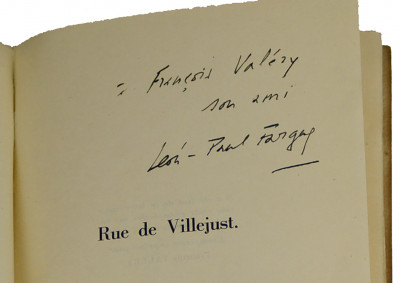 à François Valéry
son ami
Léon-Paul Fargue
Rue de Villejust.